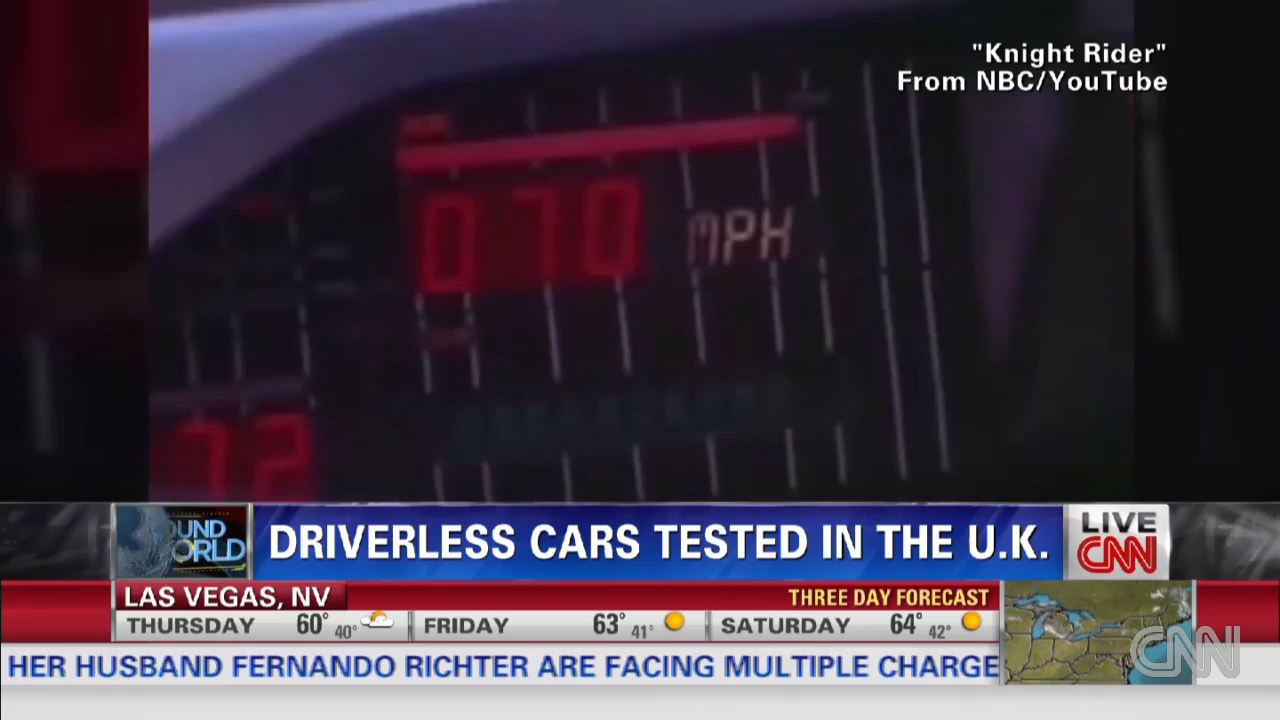 "Knight Rider"
From NBC/YouTube
070 MPH
72
OUND
ORLD
DRIVERLESS CARS TESTED IN THE U.K.
LIVE
CNN
LAS VEGAS, NV
THREE DAY FORECAST
THURSDAY 60° 40°
FRIDAY 63° 41°
SATURDAY 64° 42°
HER HUSBAND FERNANDO RICHTER ARE FACING MULTIPLE CHARGE
CNN